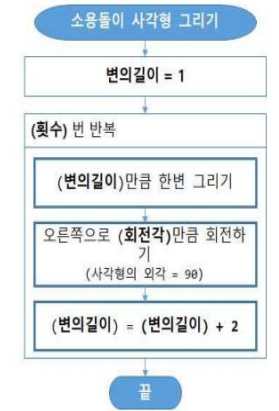 소용돌이 사각형 그리기
변의길이 = 1
(횟수) 번 반복
(변의길이)만큼 한변 그리기
오른쪽으로 (회전각)만큼 회전하
기
(사각형의 외각 = 90)
(변의길이) = (변의길이) + 2
끝